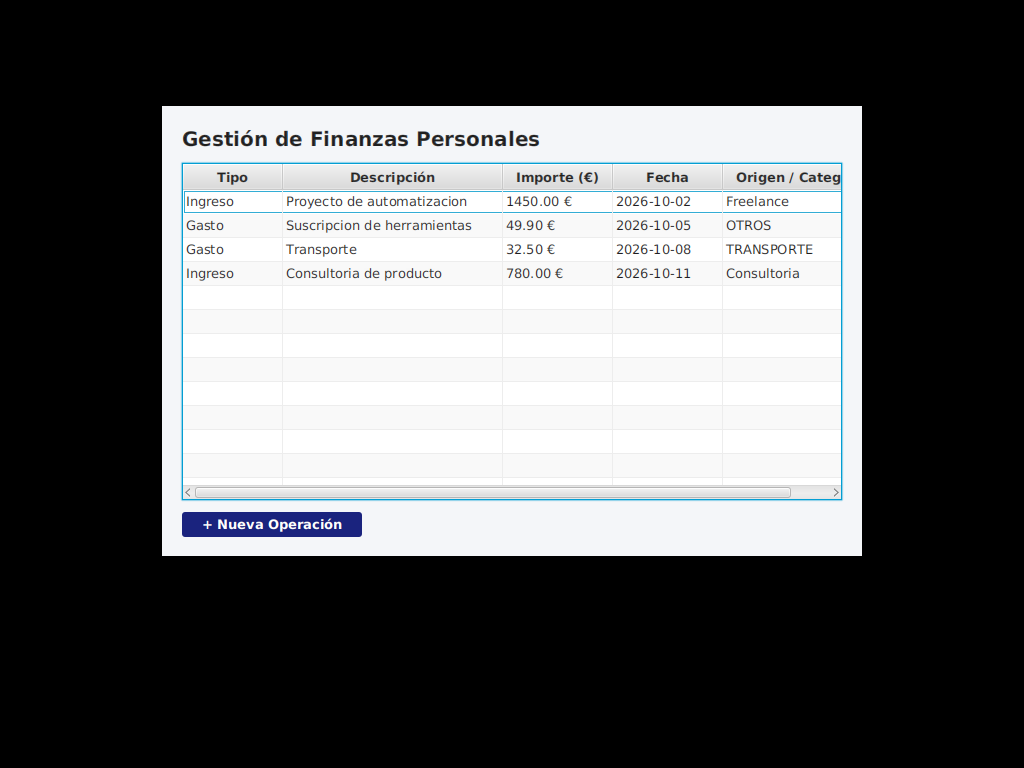 Gestión de Finanzas Personales
Tipo Descripción Importe (€) Fecha Origen / Categ
Ingreso Proyecto de automatizacion 1450.00 € 2026-10-02 Freelance
Gasto Suscripcion de herramientas 49.90 € 2026-10-05 OTROS
Gasto Transporte 32.50 € 2026-10-08 TRANSPORTE
Ingreso Consultoria de producto 780.00 € 2026-10-11 Consultoria
+ Nueva Operación